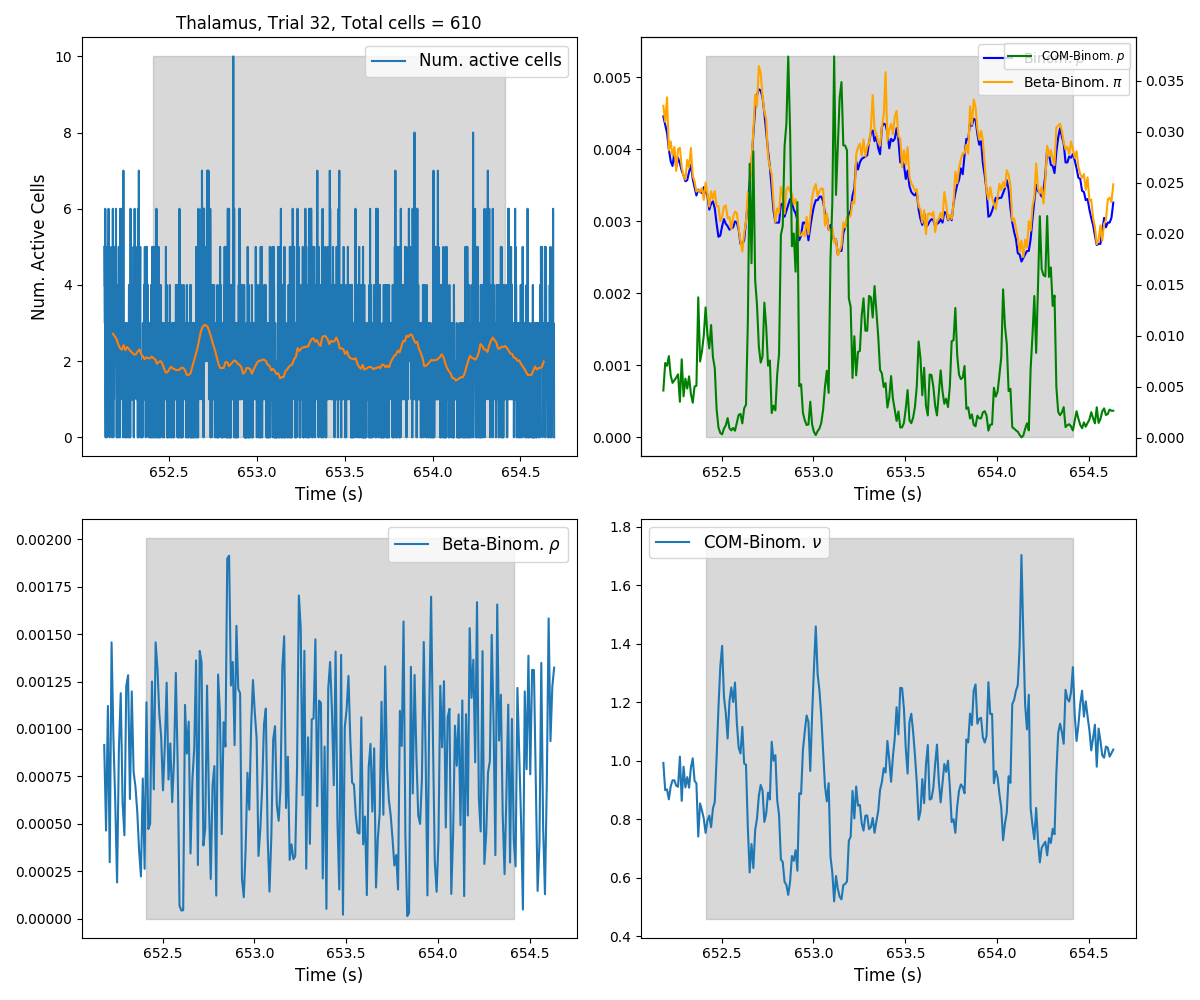 Thalamus, Trial 32, Total cells = 610
Num. active cells
10
8
6
4
2
0
Num. Active Cells
652.5 653.0 653.5 654.0 654.5
Time (s)
COM-Binom. p
Beta-Binom. π
0.005
0.004
0.003
0.002
0.001
0.000
0.035
0.030
0.025
0.020
0.015
0.010
0.005
0.000
652.5 653.0 653.5 654.0 654.5
Time (s)
Beta-Binom. ρ
0.00200
0.00175
0.00150
0.00125
0.00100
0.00075
0.00050
0.00025
0.00000
652.5 653.0 653.5 654.0 654.5
Time (s)
COM-Binom. ν
1.8
1.6
1.4
1.2
1.0
0.8
0.6
0.4
652.5 653.0 653.5 654.0 654.5
Time (s)